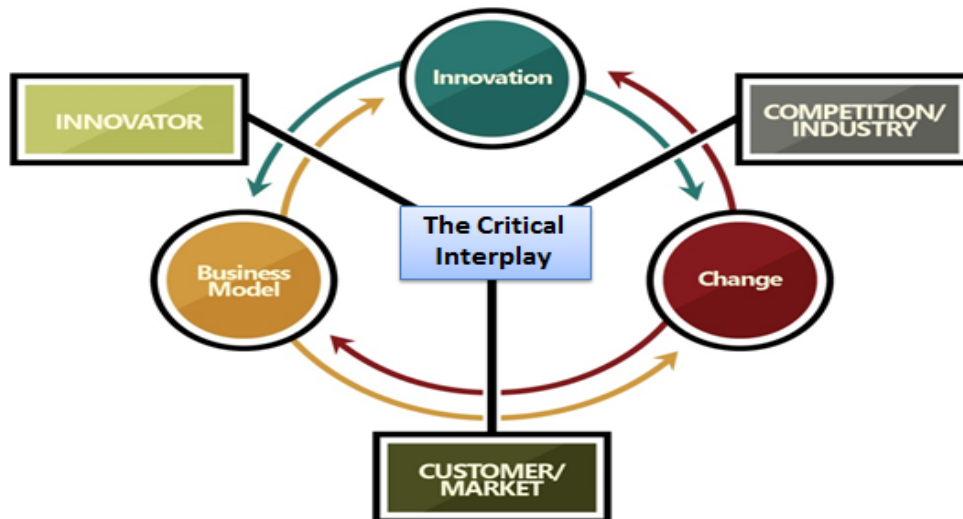 Innovation
INNOVATOR
COMPETITION/
INDUSTRY
The Critical
Interplay
Business
Model
Change
CUSTOMER/
MARKET